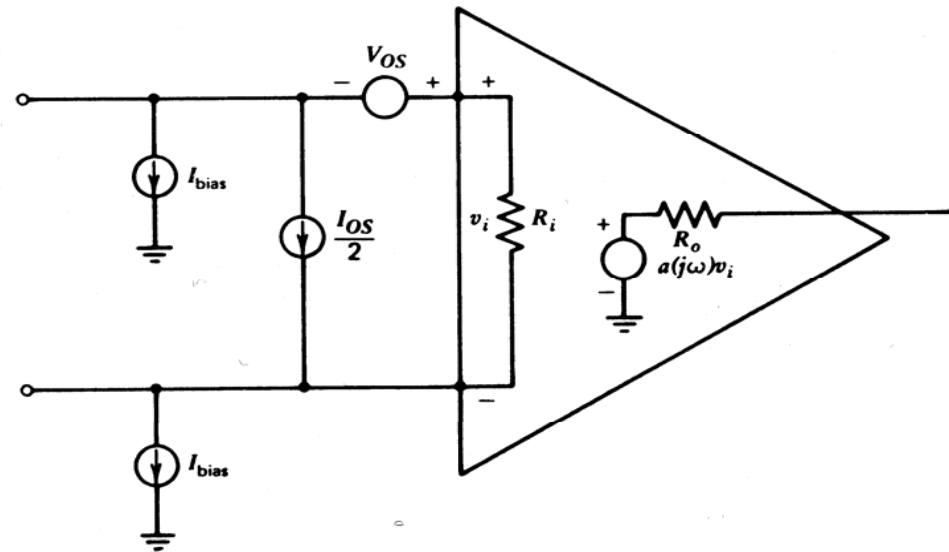 V_OS
− + +
I_bias
I_OS
2
v_i R_i
+
R_o
a(jω)v_i
−
−
I_bias